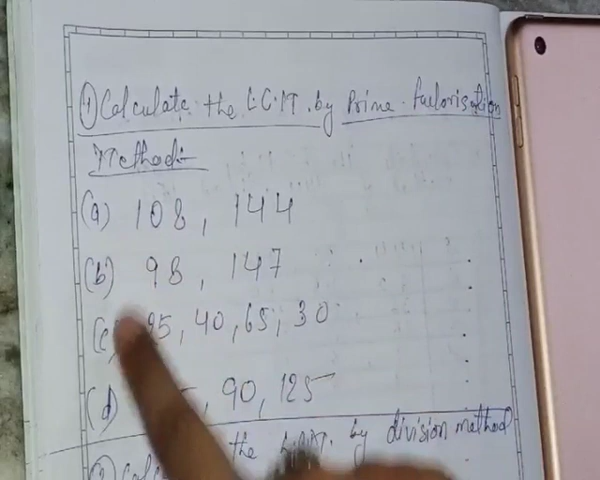 ① Calculate the L.C.M. by Prime factorisation
Method:-
(a) 108, 144
(b) 98, 147
(c) 25, 40, 65, 30
(d) 90, 125
the L.C.M. by division method